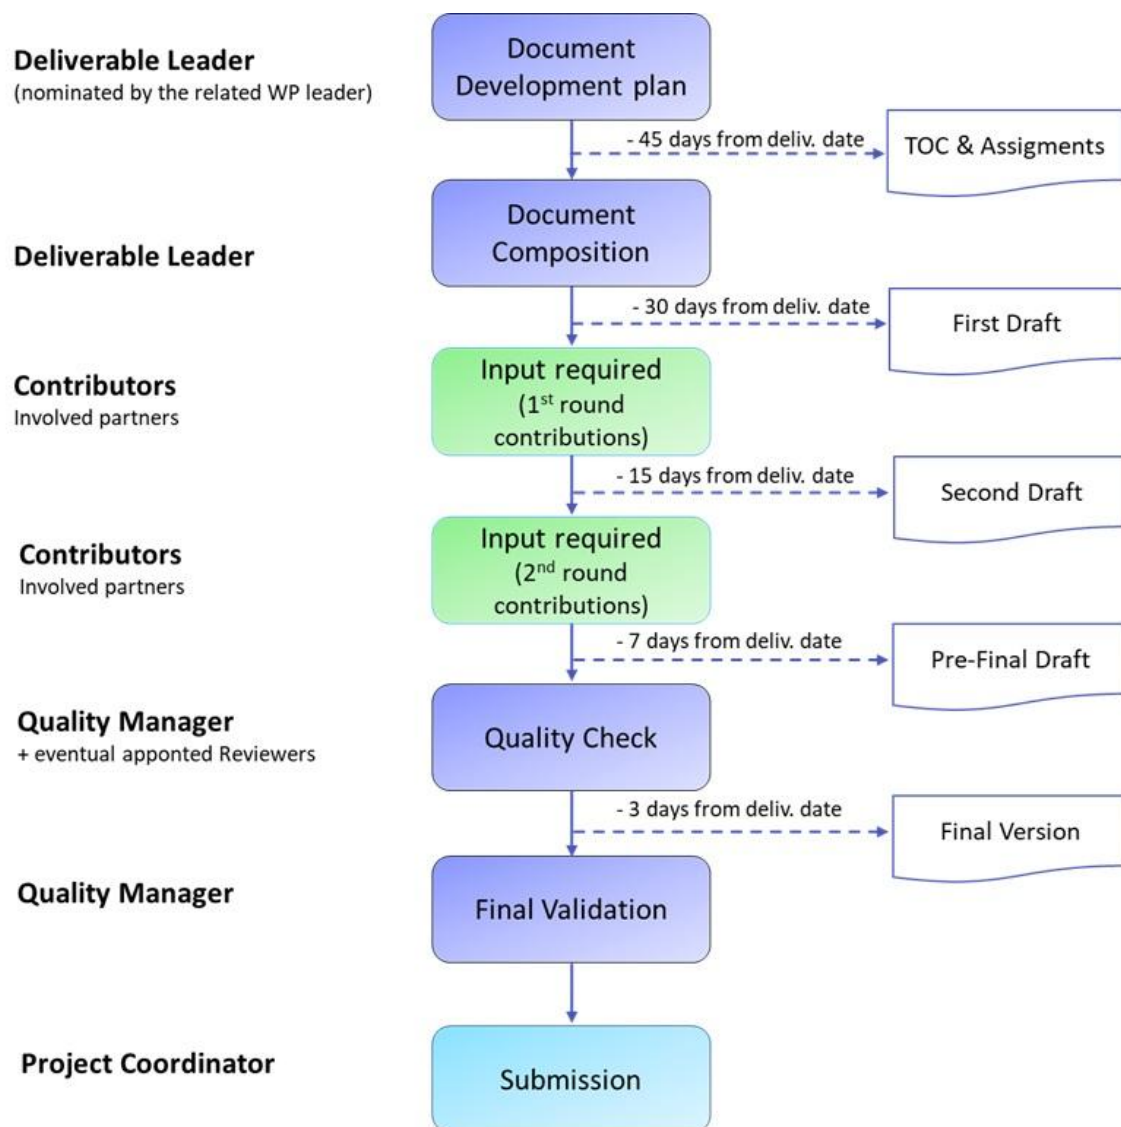 Deliverable Leader
(nominated by the related WP leader)
Document
Development plan
- 45 days from deliv. date
TOC & Assigments
Deliverable Leader
Document
Composition
- 30 days from deliv. date
First Draft
Contributors
Involved partners
Input required
(1st round
contributions)
- 15 days from deliv. date
Second Draft
Contributors
Involved partners
Input required
(2nd round
contributions)
- 7 days from deliv. date
Pre-Final Draft
Quality Manager
+ eventual apponted Reviewers
Quality Check
- 3 days from deliv. date
Final Version
Quality Manager
Final Validation
Project Coordinator
Submission